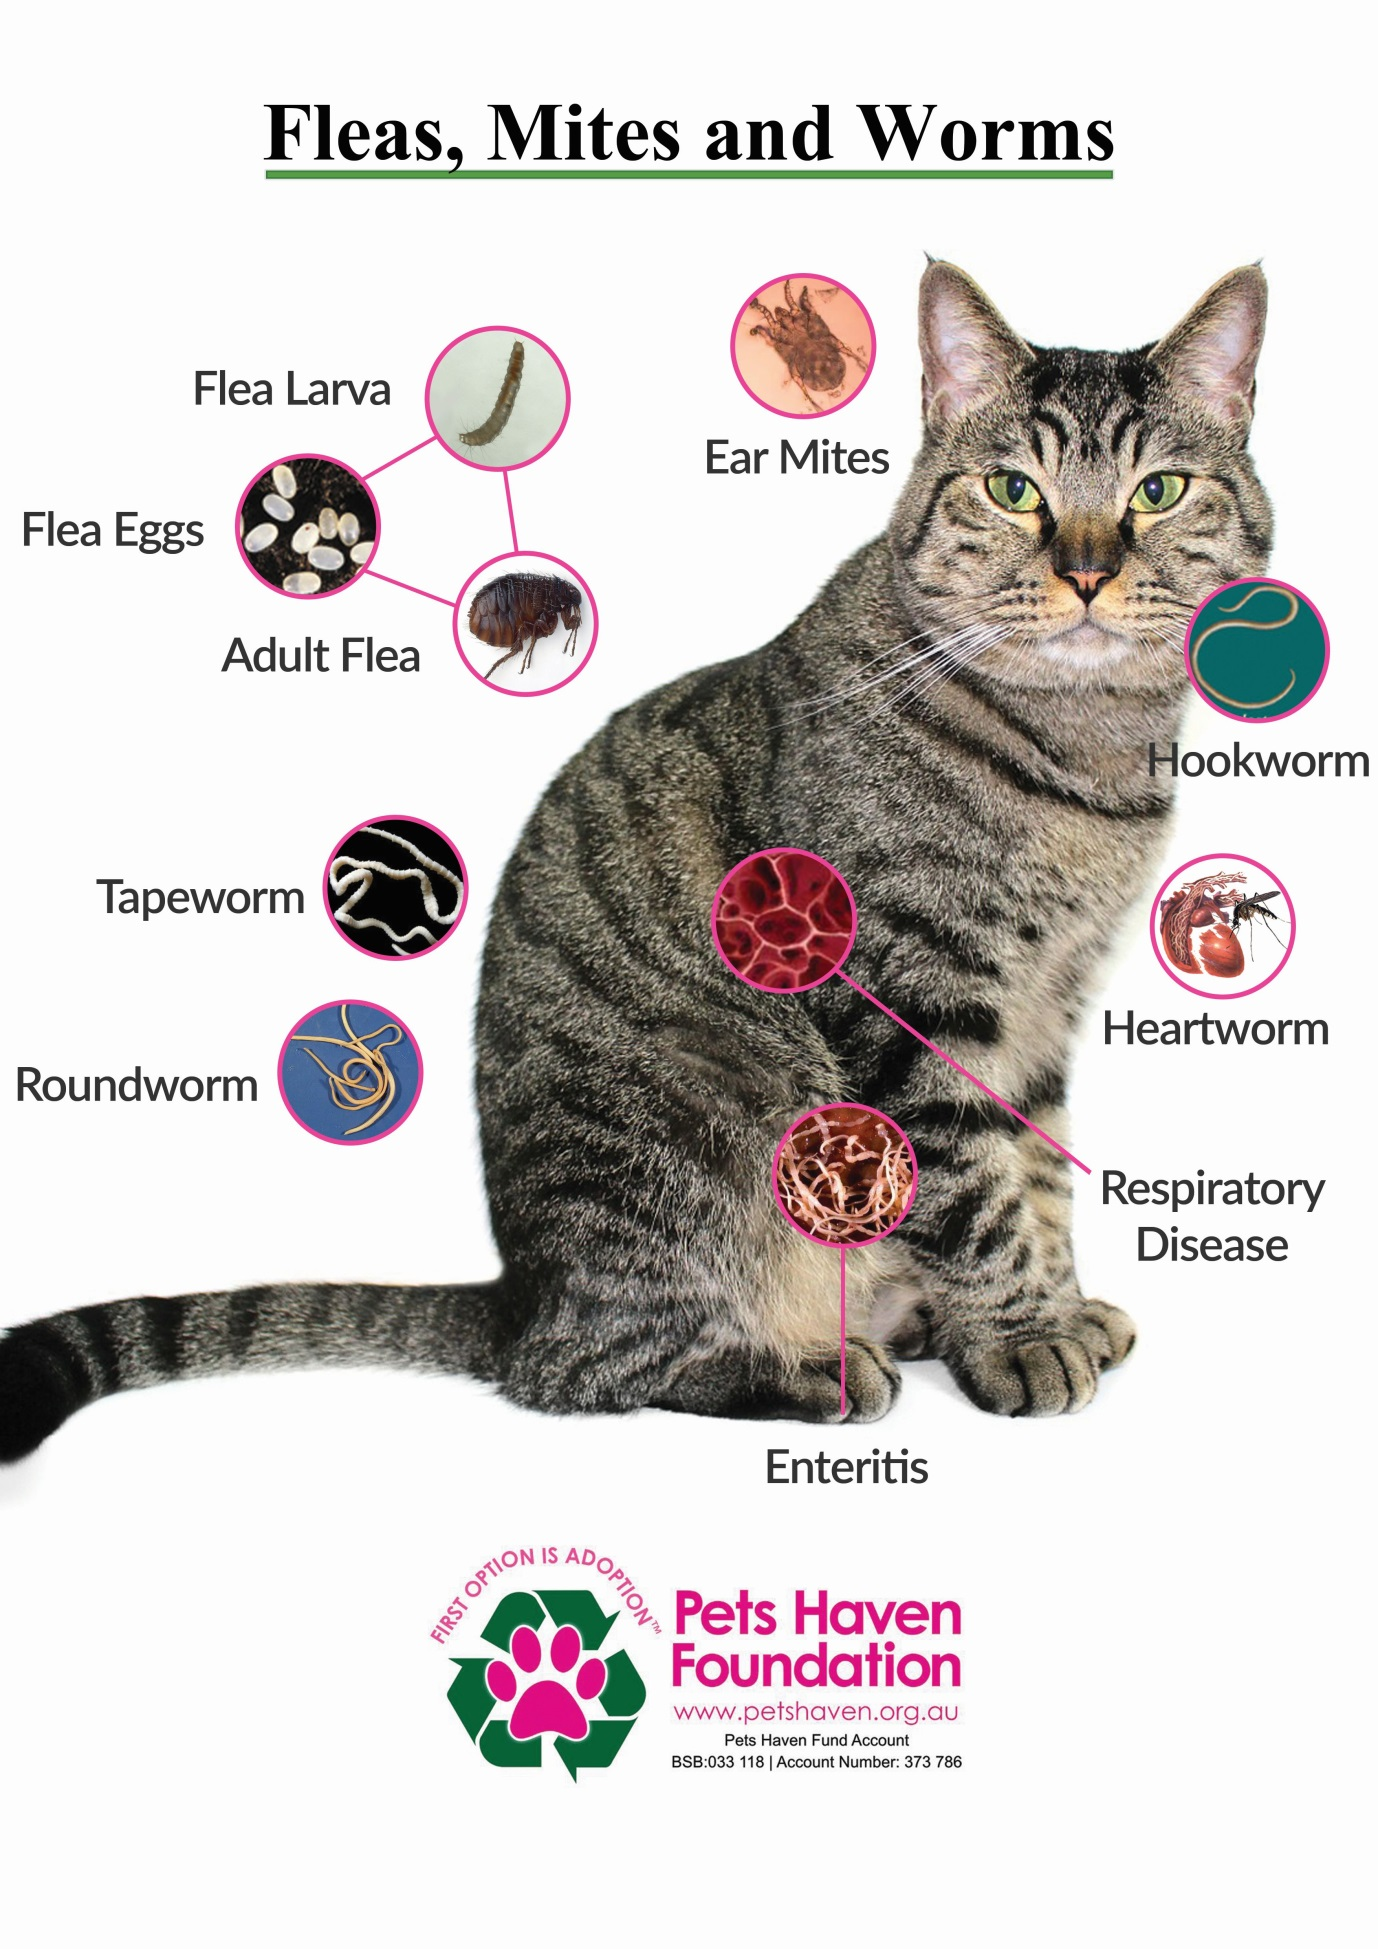 Fleas, Mites and Worms
Flea Larva
Ear Mites
Flea Eggs
Adult Flea
Hookworm
Tapeworm
Heartworm
Roundworm
Respiratory
Disease
Enteritis
FIRST OPTION IS ADOPTION™
Pets Haven
Foundation
www.petshaven.org.au
Pets Haven Fund Account
BSB:033 118 | Account Number: 373 786